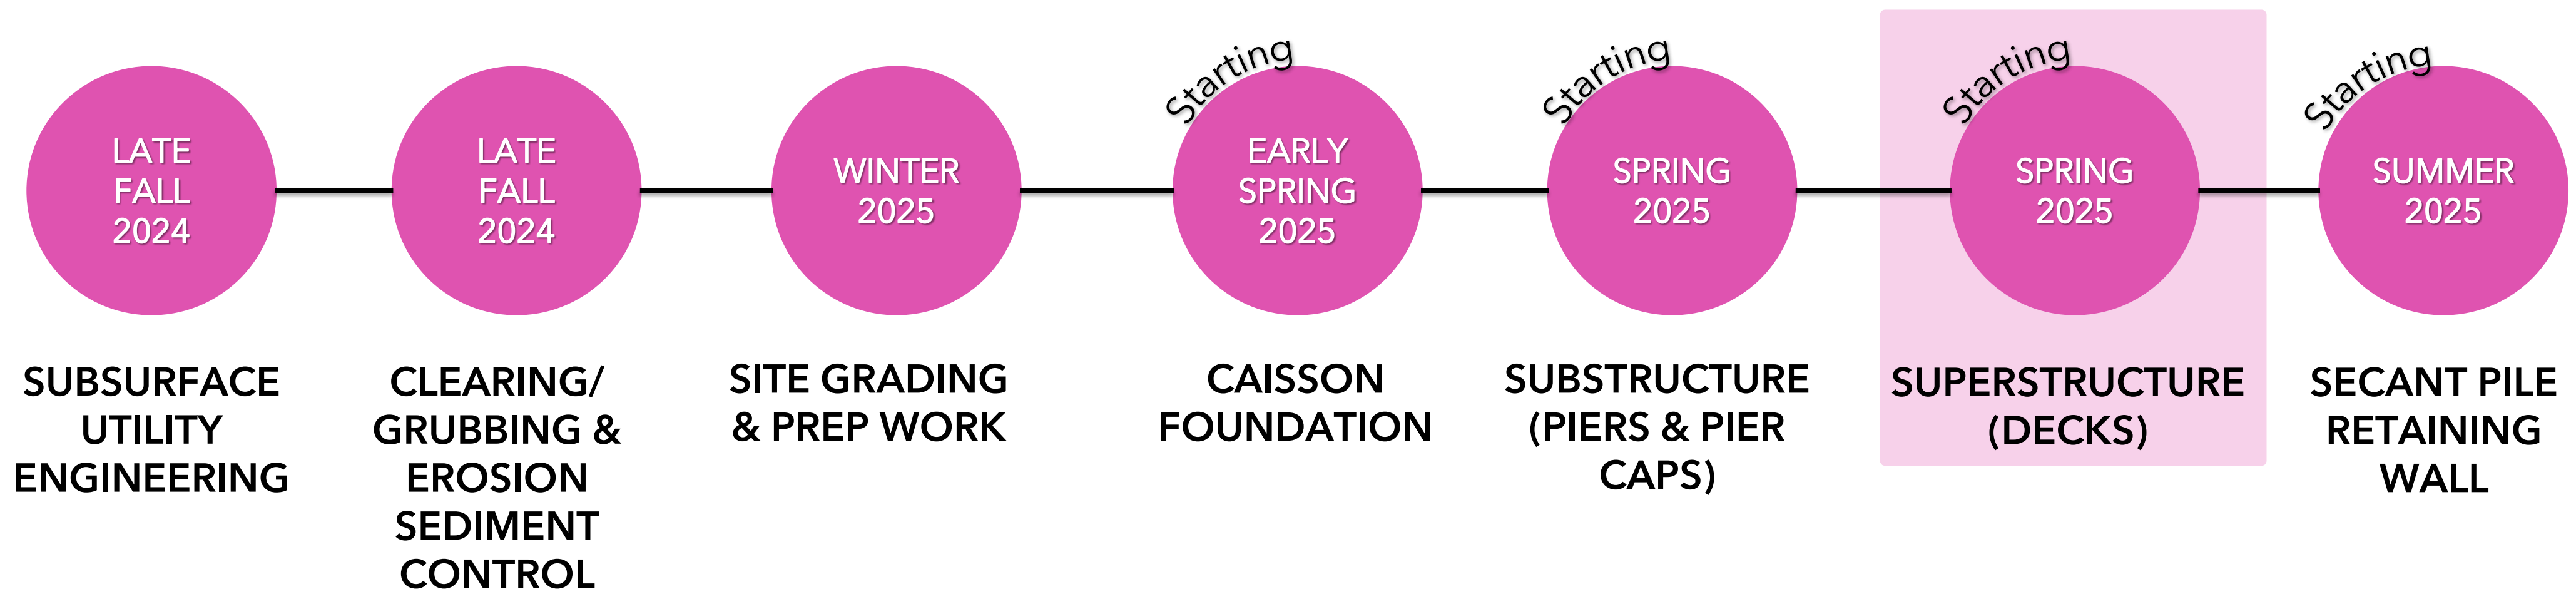 LATE
FALL
2024
SUBSURFACE
UTILITY
ENGINEERING
LATE
FALL
2024
CLEARING/
GRUBBING &
EROSION
SEDIMENT
CONTROL
WINTER
2025
SITE GRADING
& PREP WORK
Starting
EARLY
SPRING
2025
CAISSON
FOUNDATION
Starting
SPRING
2025
SUBSTRUCTURE
(PIERS & PIER
CAPS)
Starting
SPRING
2025
SUPERSTRUCTURE
(DECKS)
Starting
SUMMER
2025
SECANT PILE
RETAINING
WALL